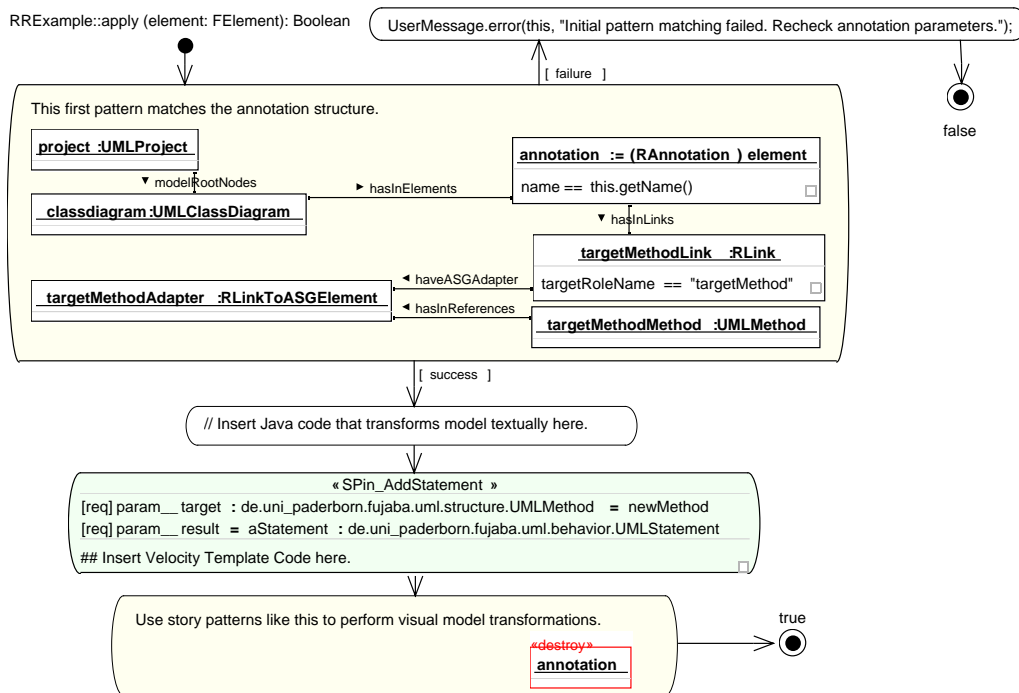 RRExample::apply (element: FElement): Boolean
UserMessage.error(this, "Initial pattern matching failed. Recheck annotation parameters.");
[ failure ]
false
This first pattern matches the annotation structure.
project :UMLProject
▼ modelRootNodes
classdiagram:UMLClassDiagram
► hasInElements
annotation := (RAnnotation ) element
name == this.getName()
▼ hasInLinks
targetMethodLink :RLink
targetRoleName == "targetMethod"
◄ haveASGAdapter
targetMethodAdapter :RLinkToASGElement
◄ hasInReferences
targetMethodMethod :UMLMethod
[ success ]
// Insert Java code that transforms model textually here.
«SPin_AddStatement »
[req] param__ target : de.uni_paderborn.fujaba.uml.structure.UMLMethod = newMethod
[req] param__ result = aStatement : de.uni_paderborn.fujaba.uml.behavior.UMLStatement
## Insert Velocity Template Code here.
Use story patterns like this to perform visual model transformations.
true
«destroy»
annotation